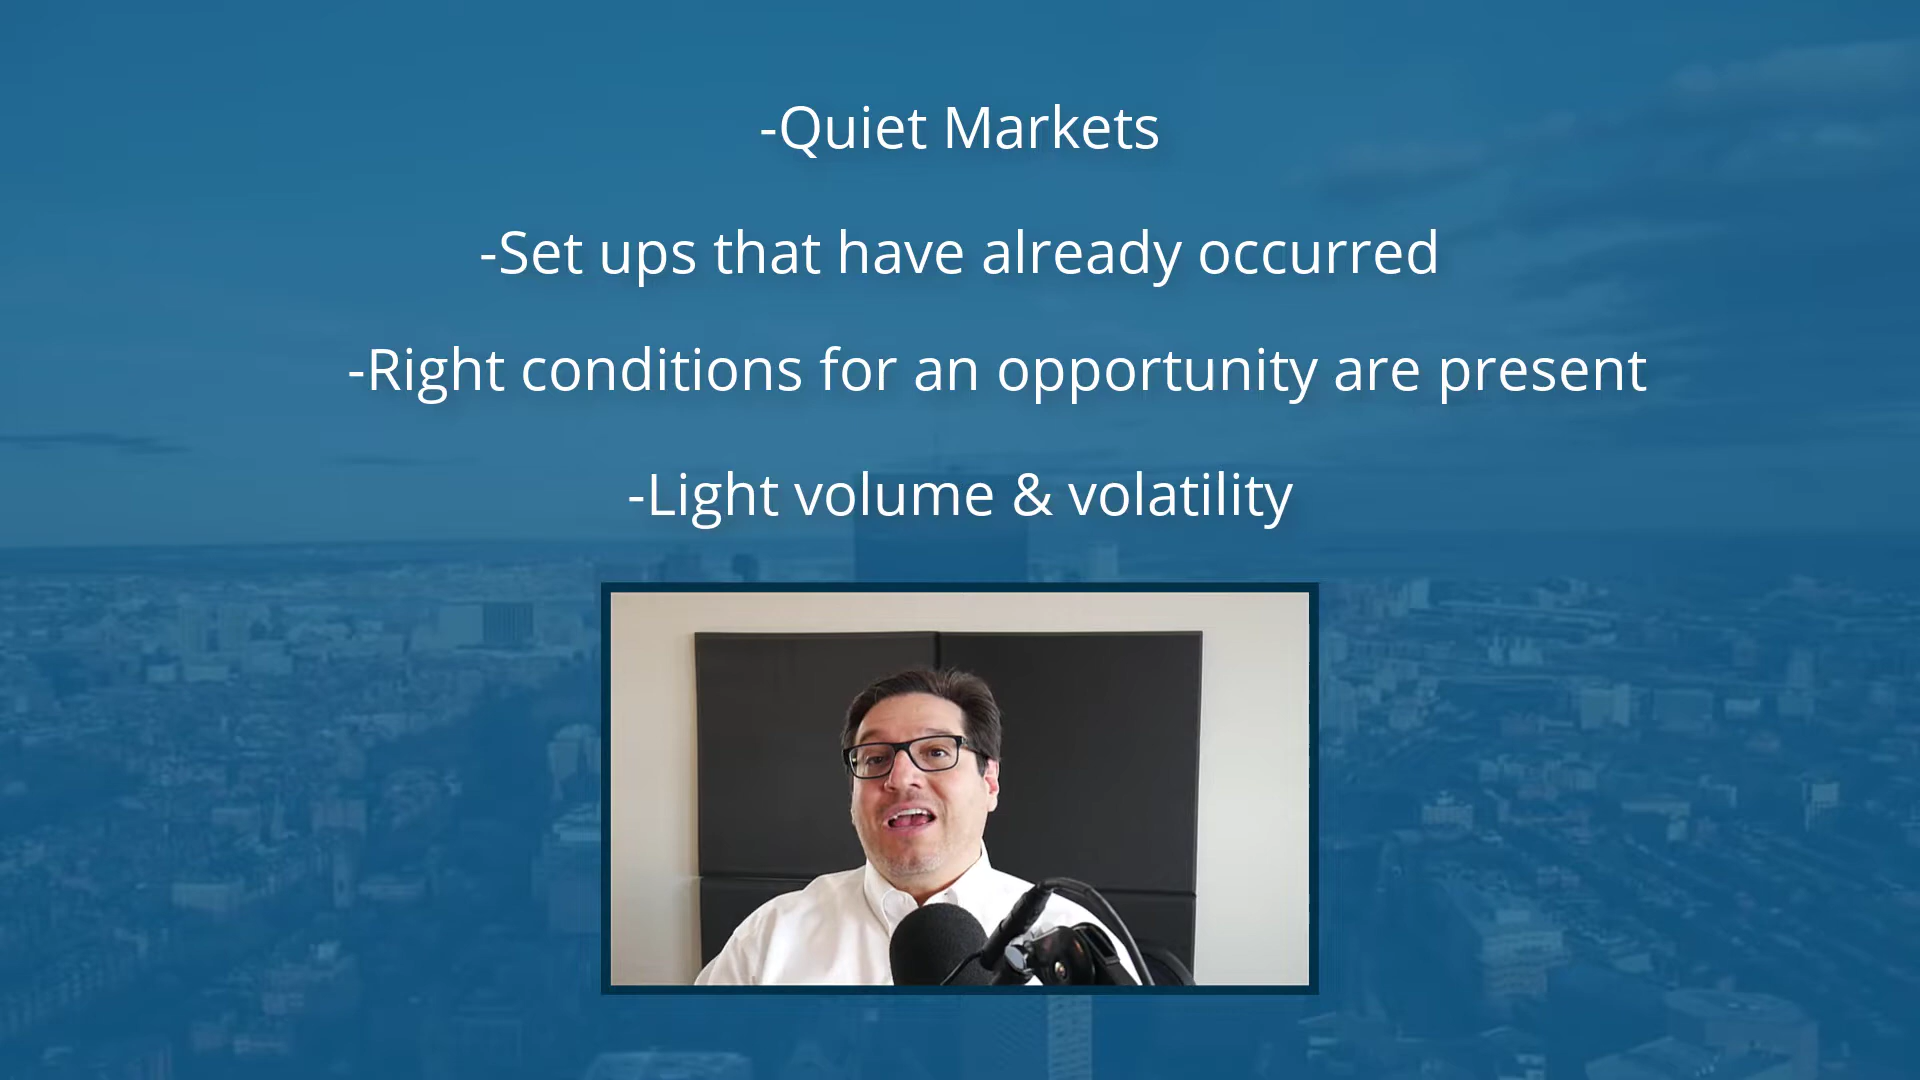 -Quiet Markets
-Set ups that have already occurred
-Right conditions for an opportunity are present
-Light volume & volatility